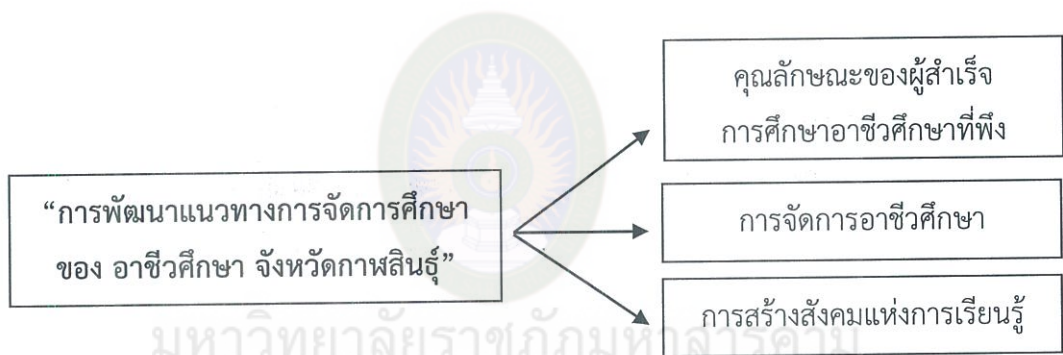 คุณลักษณะของผู้สำเร็จ
การศึกษาอาชีวศึกษาที่พึง
“การพัฒนาแนวทางการจัดการศึกษา
ของ อาชีวศึกษา จังหวัดกาฬสินธุ์”
การจัดการอาชีวศึกษา
การสร้างสังคมแห่งการเรียนรู้
มหาวิทยาลัยราชภัฏมหาสารคาม